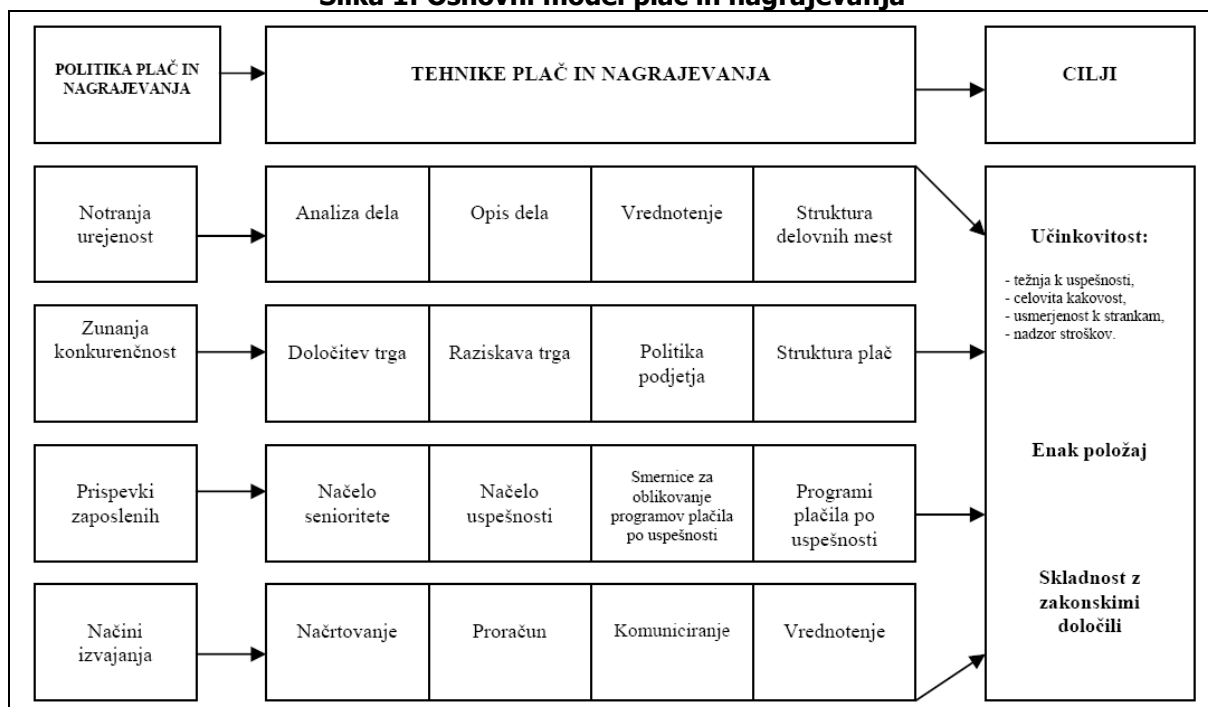 Slika 1: Osnovni model plač in nagrajevanja
POLITIKA PLAČ IN
NAGRAJEVANJA
TEHNIKE PLAČ IN NAGRAJEVANJA
CILJI
Notranja
urejenost
Analiza dela
Opis dela
Vrednotenje
Struktura
delovnih mest
Zunanja
konkurenčnost
Določitev trga
Raziskava trga
Politika
podjetja
Struktura plač
Prispevki
zaposlenih
Načelo
senioritete
Načelo
uspešnosti
Smernice za
oblikovanje
programov plačila
po uspešnosti
Programi
plačila po
uspešnosti
Načini
izvajanja
Načrtovanje
Proračun
Komuniciranje
Vrednotenje
Učinkovitost:
- težnja k uspešnosti,
- celovita kakovost,
- usmerjenost k strankam,
- nadzor stroškov.
Enak položaj
Skladnost z
zakonskimi
določili